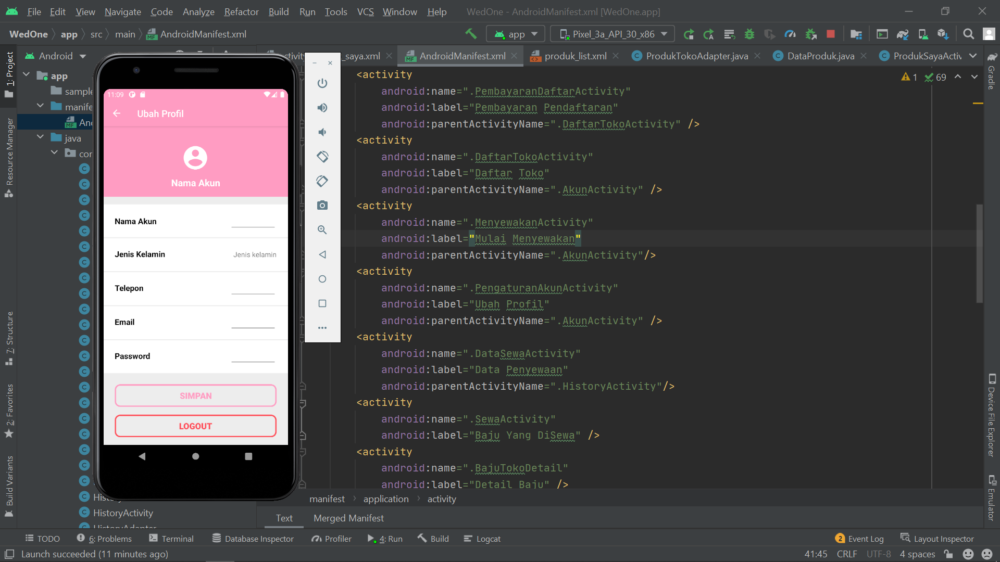 File Edit View Navigate Code Analyze Refactor Build Run Tools VCS Window Help WedOne - AndroidManifest.xml [WedOne.app]
WedOne app src main AndroidManifest.xml app Pixel_3a_API_30_x86
Android _saya.xml AndroidManifest.xml produk_list.xml ProdukTokoAdapter.java DataProduk.java ProdukSayaActiv
1: Project
Resource Manager
7: Structure
2: Favorites
Build Variants
app
sample
manife
And
java
con
HistoryActivity
11:09
Ubah Profil
Nama Akun
Nama Akun
Jenis Kelamin Jenis kelamin
Telepon
Email
Password
SIMPAN
LOGOUT
1 69
<activity
android:name=".PembayaranDaftarActivity"
android:label="Pembayaran Pendaftaran"
android:parentActivityName=".DaftarTokoActivity" />
<activity
android:name=".DaftarTokoActivity"
android:label="Daftar Toko"
android:parentActivityName=".AkunActivity" />
<activity
android:name=".MenyewakanActivity"
android:label="Mulai Menyewakan"
android:parentActivityName=".AkunActivity"/>
<activity
android:name=".PengaturanAkunActivity"
android:label="Ubah Profil"
android:parentActivityName=".AkunActivity" />
<activity
android:name=".DataSewaActivity"
android:label="Data Penyewaan"
android:parentActivityName=".HistoryActivity"/>
<activity
android:name=".SewaActivity"
android:label="Baju Yang DiSewa" />
<activity
android:name=".BajuTokoDetail"
android:label="Detail Baju" />
Gradle
Device File Explorer
Emulator
manifest application activity
Text Merged Manifest
TODO 6: Problems Terminal Database Inspector Profiler 4: Run Build Logcat 2 Event Log Layout Inspector
Launch succeeded (11 minutes ago) 41:45 CRLF UTF-8 4 spaces